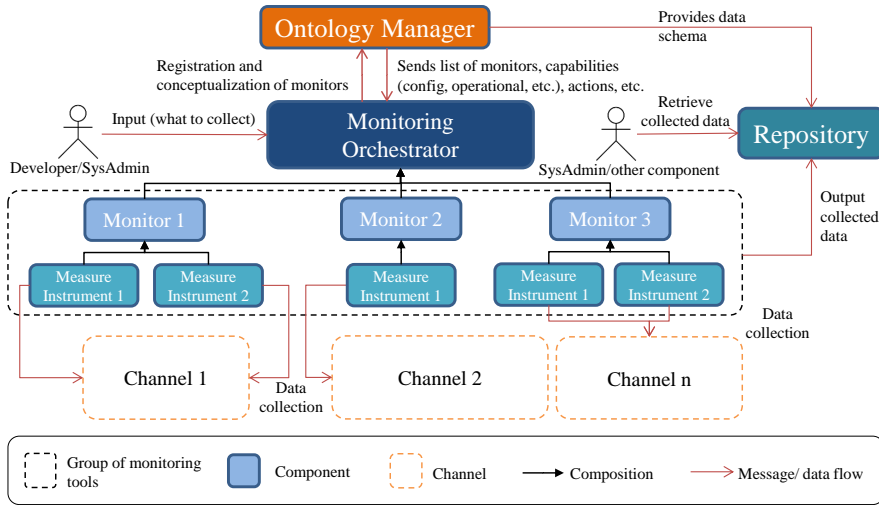 Ontology Manager
Provides data
schema
Registration and
conceptualization of monitors
Sends list of monitors, capabilities
(config, operational, etc.), actions, etc.
Input (what to collect)
Monitoring
Orchestrator
Retrieve
collected data
Repository
Developer/SysAdmin
SysAdmin/other component
Output
collected
data
Monitor 1
Monitor 2
Monitor 3
Measure
Instrument 1
Measure
Instrument 2
Measure
Instrument 1
Measure
Instrument 1
Measure
Instrument 2
Data
collection
Channel 1
Data
collection
Channel 2
Channel n
Group of monitoring
tools
Component
Channel
Composition
Message/ data flow